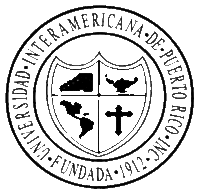 ·UNIVERSIDAD·INTERAMERICANA·DE·PUERTO RICO, INC·
FUNDADA·1912·